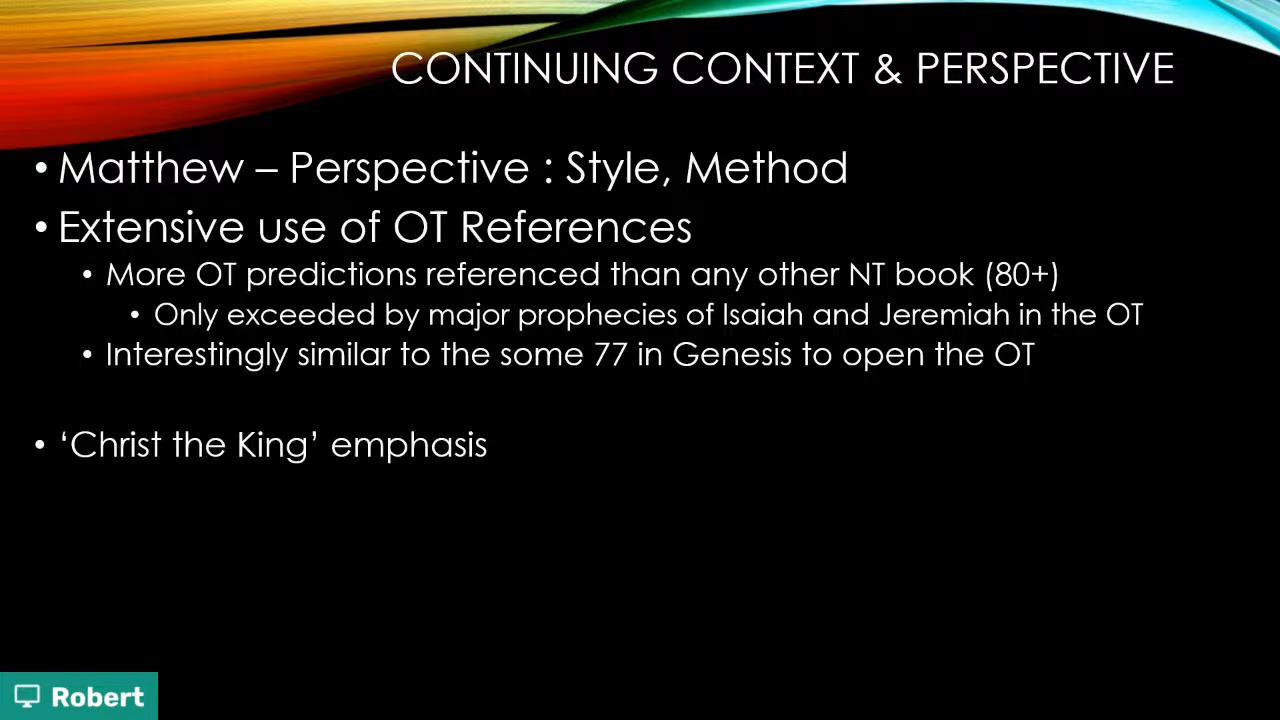 CONTINUING CONTEXT & PERSPECTIVE
• Matthew – Perspective : Style, Method
• Extensive use of OT References
• More OT predictions referenced than any other NT book (80+)
• Only exceeded by major prophecies of Isaiah and Jeremiah in the OT
• Interestingly similar to the some 77 in Genesis to open the OT
• ‘Christ the King’ emphasis
Robert